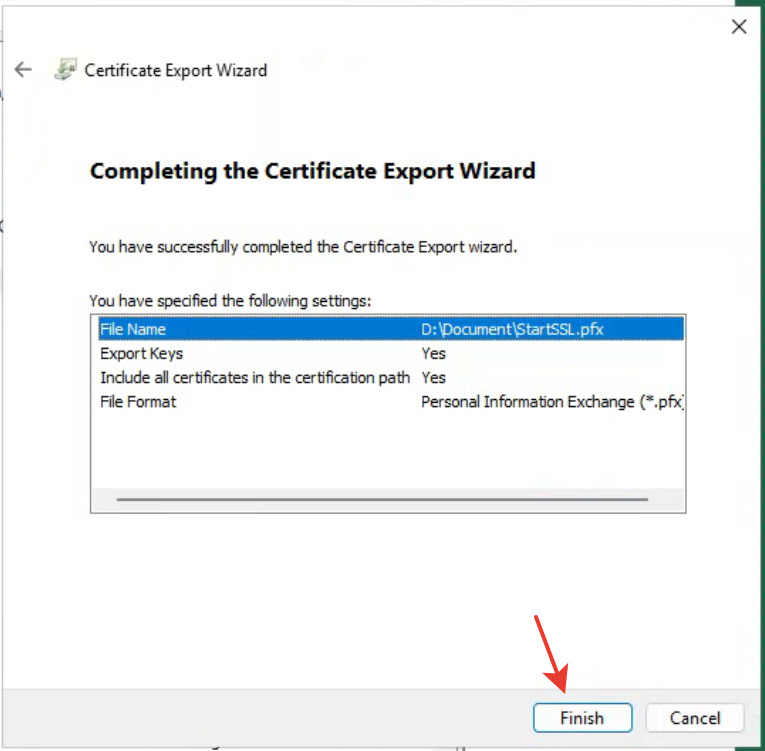 Certificate Export Wizard
Completing the Certificate Export Wizard
You have successfully completed the Certificate Export wizard.
You have specified the following settings:
File Name D:\Document\StartSSL.pfx
Export Keys Yes
Include all certificates in the certification path Yes
File Format Personal Information Exchange (*.pfx)
Finish Cancel